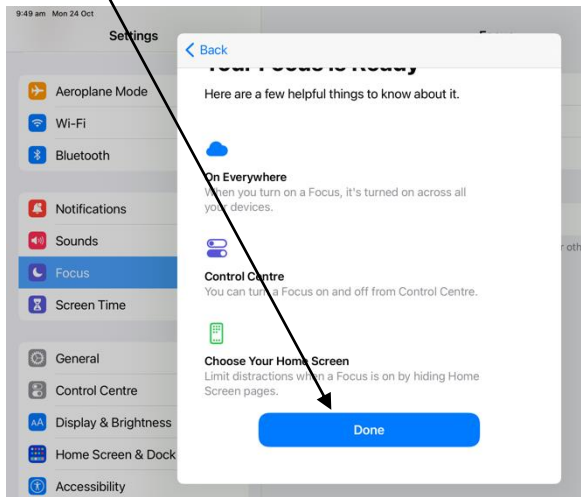 9:49 am Mon 24 Oct
Settings
Back
Your Focus is Ready
Here are a few helpful things to know about it.
Aeroplane Mode
Wi-Fi
Bluetooth
On Everywhere
When you turn on a Focus, it's turned on across all
your devices.
Notifications
Sounds
Focus
Screen Time
Control Centre
You can turn a Focus on and off from Control Centre.
Choose Your Home Screen
Limit distractions when a Focus is on by hiding Home
Screen pages.
General
Control Centre
Display & Brightness
Home Screen & Dock
Accessibility
Done